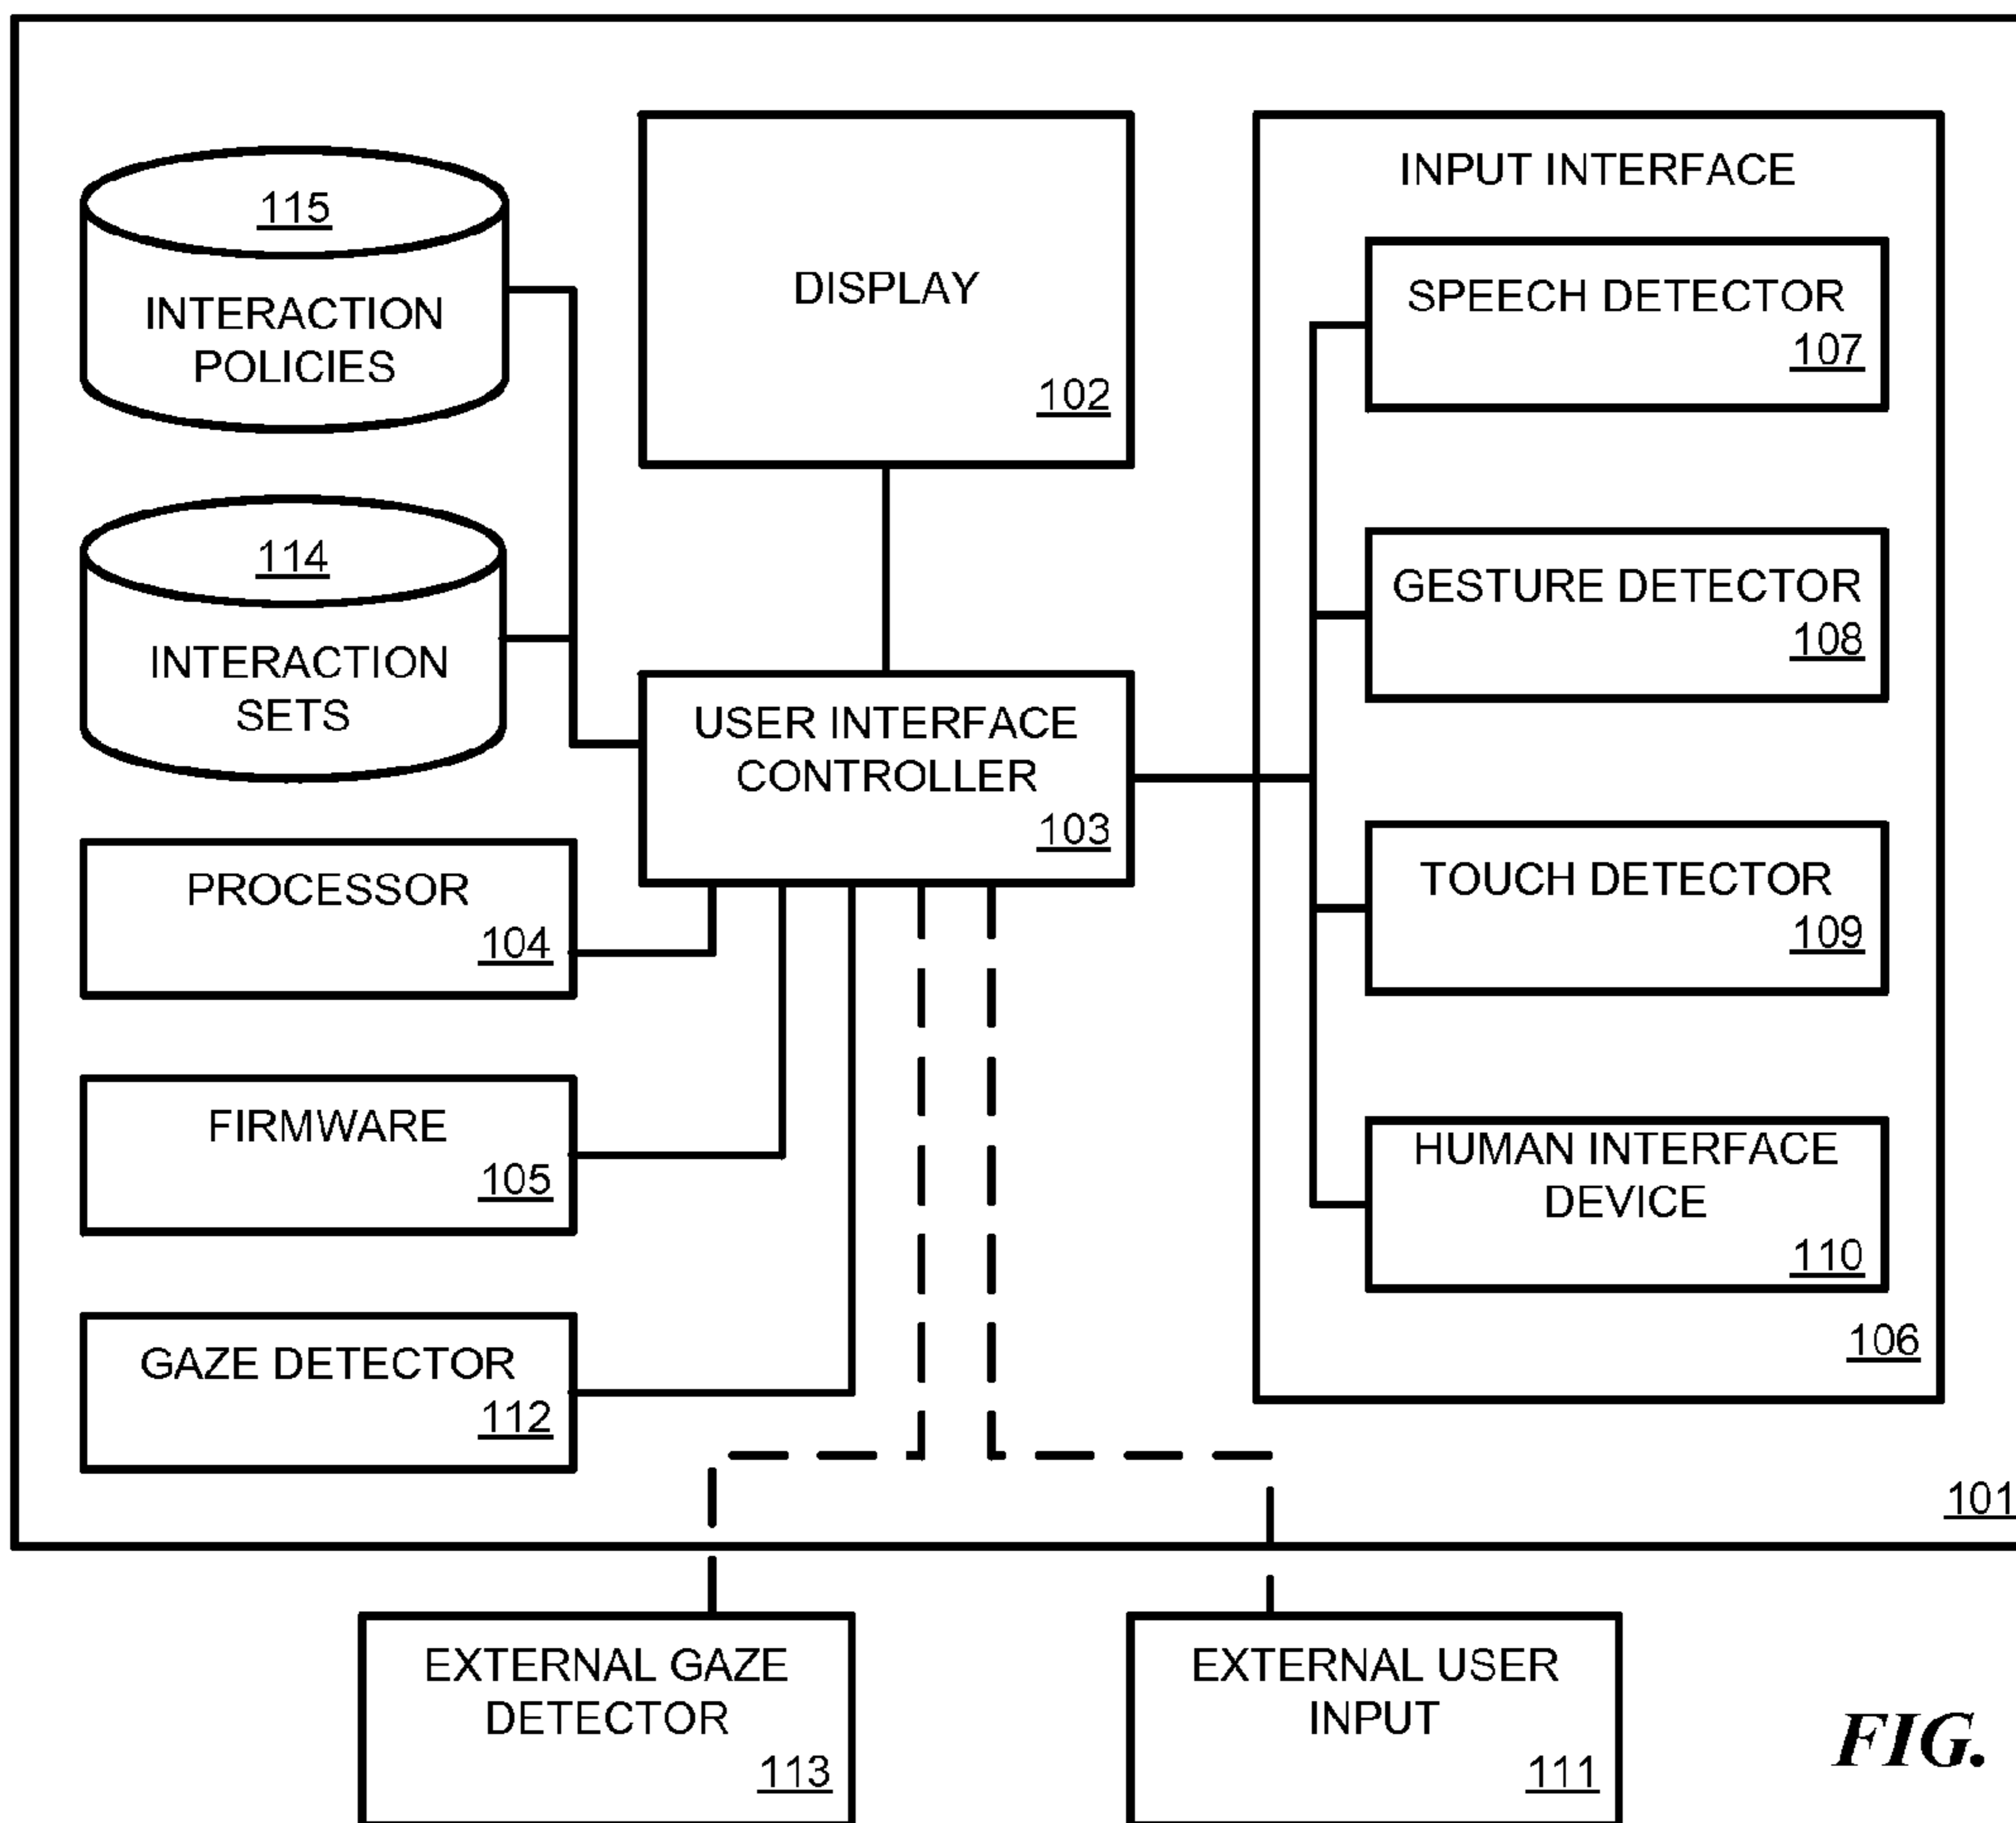 115
INTERACTION
POLICIES
114
INTERACTION
SETS
DISPLAY
102
USER INTERFACE
CONTROLLER
103
PROCESSOR
104
FIRMWARE
105
GAZE DETECTOR
112
INPUT INTERFACE
SPEECH DETECTOR
107
GESTURE DETECTOR
108
TOUCH DETECTOR
109
HUMAN INTERFACE
DEVICE
110
106
101
EXTERNAL GAZE
DETECTOR
113
EXTERNAL USER
INPUT
111
FIG.